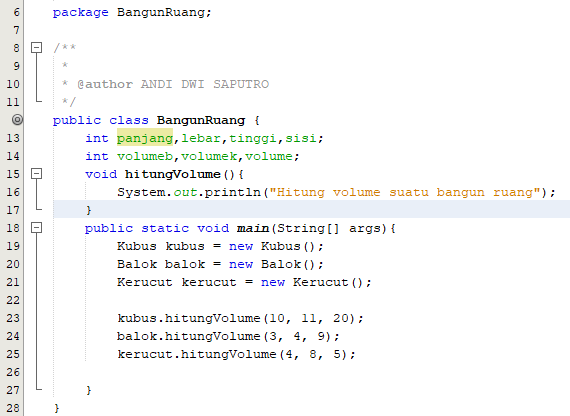 6 package BangunRuang;
7
8 /**
9 *
10 * @author ANDI DWI SAPUTRO
11 */
public class BangunRuang {
13 int panjang,lebar,tinggi,sisi;
14 int volumeb,volumek,volume;
15 void hitungVolume(){
16 System.out.println("Hitung volume suatu bangun ruang");
17 }
18 public static void main(String[] args){
19 Kubus kubus = new Kubus();
20 Balok balok = new Balok();
21 Kerucut kerucut = new Kerucut();
22
23 kubus.hitungVolume(10, 11, 20);
24 balok.hitungVolume(3, 4, 9);
25 kerucut.hitungVolume(4, 8, 5);
26
27 }
28 }